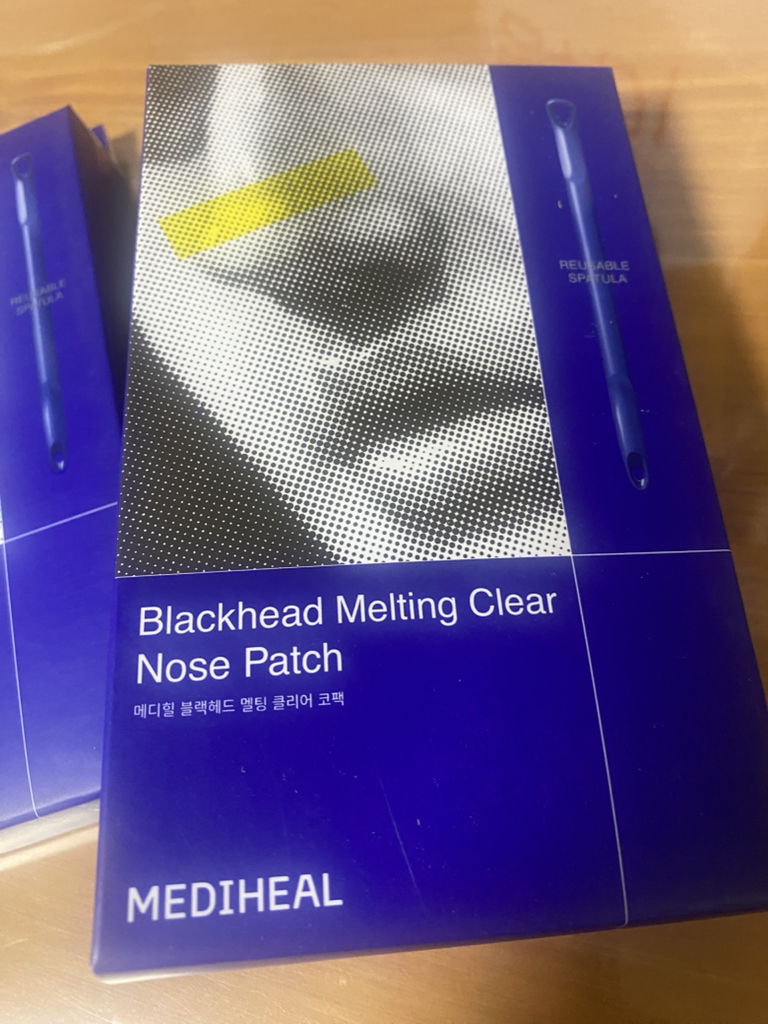 REUSABLE
SPATULA
REUSABLE
SPATULA
Blackhead Melting Clear
Nose Patch
메디힐 블랙헤드 멜팅 클리어 코팩
MEDIHEAL